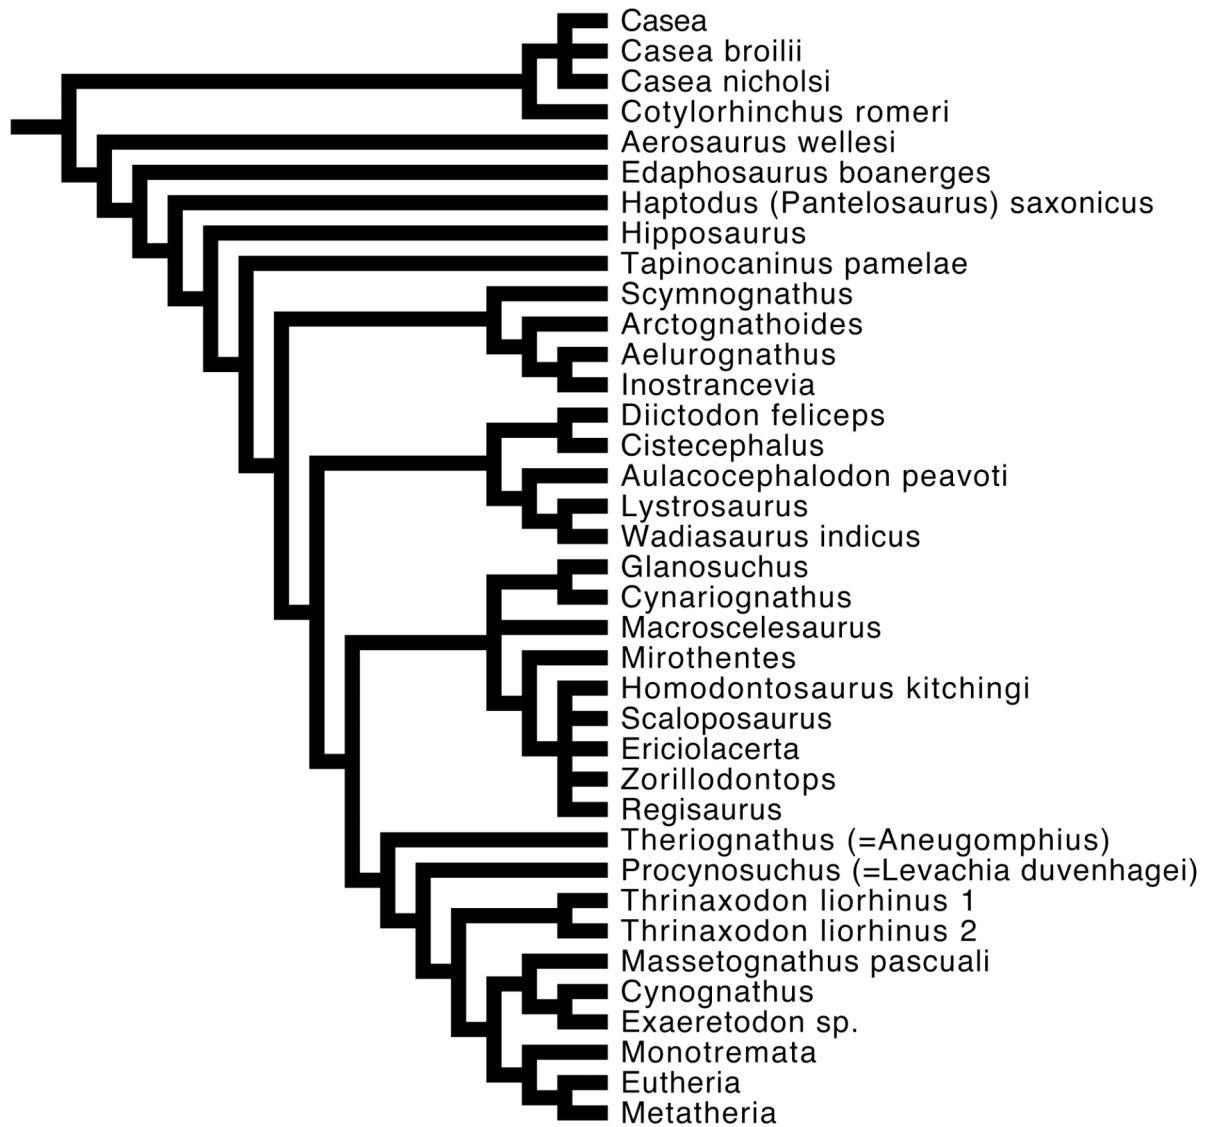 Casea
Casea broilii
Casea nicholsi
Cotylorhinchus romeri
Aerosaurus wellesi
Edaphosaurus boanerges
Haptodus (Pantelosaurus) saxonicus
Hipposaurus
Tapinocaninus pamelae
Scymnognathus
Arctognathoides
Aelurognathus
Inostrancevia
Diictodon feliceps
Cistecephalus
Aulacocephalodon peavoti
Lystrosaurus
Wadiasaurus indicus
Glanosuchus
Cynariognathus
Macroscelesaurus
Mirothentes
Homodontosaurus kitchingi
Scaloposaurus
Ericiolacerta
Zorillodontops
Regisaurus
Theriognathus (=Aneugomphius)
Procynosuchus (=Levachia duvenhagei)
Thrinaxodon liorhinus 1
Thrinaxodon liorhinus 2
Massetognathus pascuali
Cynognathus
Exaeretodon sp.
Monotremata
Eutheria
Metatheria